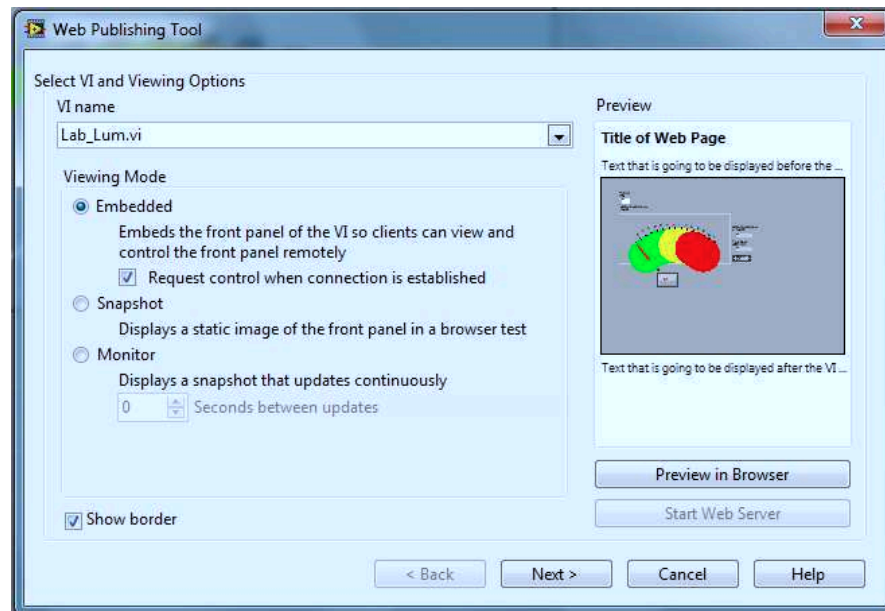 Web Publishing Tool
Select VI and Viewing Options
VI name
Lab_Lum.vi
Viewing Mode
Embedded
Embeds the front panel of the VI so clients can view and
control the front panel remotely
Request control when connection is established
Snapshot
Displays a static image of the front panel in a browser test
Monitor
Displays a snapshot that updates continuously
0 Seconds between updates
Show border
Preview
Title of Web Page
Text that is going to be displayed before the ...
Text that is going to be displayed after the VI ...
Preview in Browser
Start Web Server
< Back
Next >
Cancel
Help